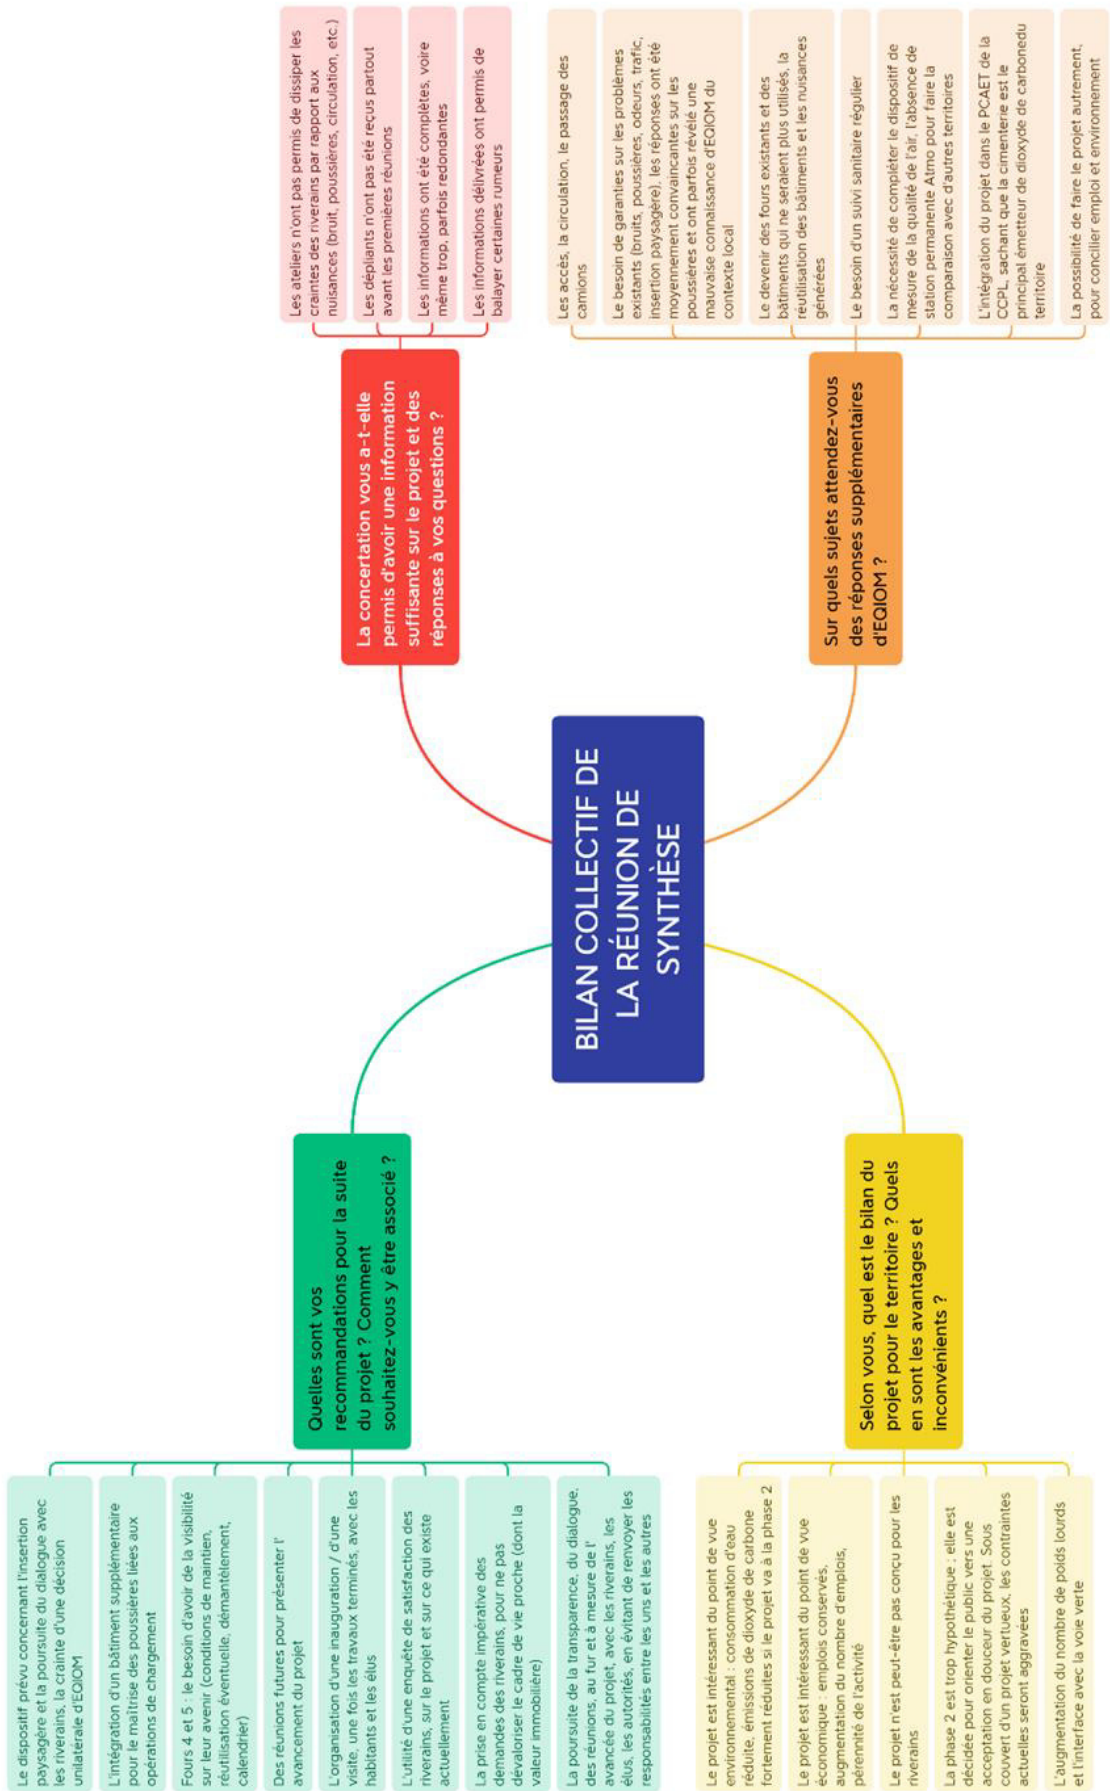 BILAN COLLECTIF DE
LA RÉUNION DE
SYNTHÈSE
La concertation vous a-t-elle
permis d'avoir une information
suffisante sur le projet et des
réponses à vos questions ?
Les ateliers n'ont pas permis de dissiper les
craintes des riverains par rapport aux
nuisances (bruit, poussières, circulation, etc.)
Les dépliants n'ont pas été reçus partout
avant les premières réunions
Les informations ont été complètes, voire
même trop, parfois redondantes
Les informations délivrées ont permis de
balayer certaines rumeurs
Sur quels sujets attendez-vous
des réponses supplémentaires
d'EQIOM ?
Les accès, la circulation, le passage des
camions
Le besoin de garanties sur les problèmes
existants (bruits, poussières, odeurs, trafic,
insertion paysagère), les réponses ont été
moyennement convaincantes sur les
poussières et ont parfois révélé une
mauvaise connaissance d'EQIOM du
contexte local
Le devenir des fours existants et des
bâtiments qui ne seraient plus utilisés, la
réutilisation des bâtiments et les nuisances
générées
Le besoin d'un suivi sanitaire régulier
La nécessité de compléter le dispositif de
mesure de la qualité de l'air, l'absence de
station permanente Atmo pour faire la
comparaison avec d'autres territoires
L'intégration du projet dans le PCAET de la
CCPL, sachant que la cimenterie est le
principal émetteur de dioxyde de carbonedu
territoire
La possibilité de faire le projet autrement,
pour concilier emploi et environnement
Quelles sont vos
recommandations pour la suite
du projet ? Comment
souhaitez-vous y être associé ?
Le dispositif prévu concernant l'insertion
paysagère et la poursuite du dialogue avec
les riverains, la crainte d'une décision
unilatérale d'EQIOM
L'intégration d'un bâtiment supplémentaire
pour le maîtrise des poussières liées aux
opérations de chargement
Fours 4 et 5 : le besoin d'avoir de la visibilité
sur leur avenir (conditions de maintien,
réutilisation éventuelle, démantèlement,
calendrier)
Des réunions futures pour présenter l'
avancement du projet
L'organisation d'une inauguration / d'une
visite, une fois les travaux terminés, avec les
habitants et les élus
L'utilité d'une enquête de satisfaction des
riverains, sur le projet et sur ce qui existe
actuellement
La prise en compte impérative des
demandes des riverains, pour ne pas
dévaloriser le cadre de vie proche (dont la
valeur immobilière)
La poursuite de la transparence, du dialogue,
des réunions, au fur et à mesure de l'
avancée du projet, avec les riverains, les
élus, les autorités, en évitant de renvoyer les
responsabilités entre les uns et les autres
Selon vous, quel est le bilan du
projet pour le territoire ? Quels
en sont les avantages et
inconvénients ?
Le projet est intéressant du point de vue
environnemental : consommation d'eau
réduite, émissions de dioxyde de carbone
fortement réduites si le projet va à la phase 2
Le projet est intéressant du point de vue
économique : emplois conservés,
augmentation du nombre d'emplois,
pérennité de l'activité
Le projet n'est peut-être pas conçu pour les
riverains
La phase 2 est trop hypothétique ; elle est
décidée pour orienter le public vers une
acceptation en douceur du projet. Sous
couvert d'un projet vertueux, les contraintes
actuelles seront aggravées
L'augmentation du nombre de poids lourds
et l'interface avec la voie verte